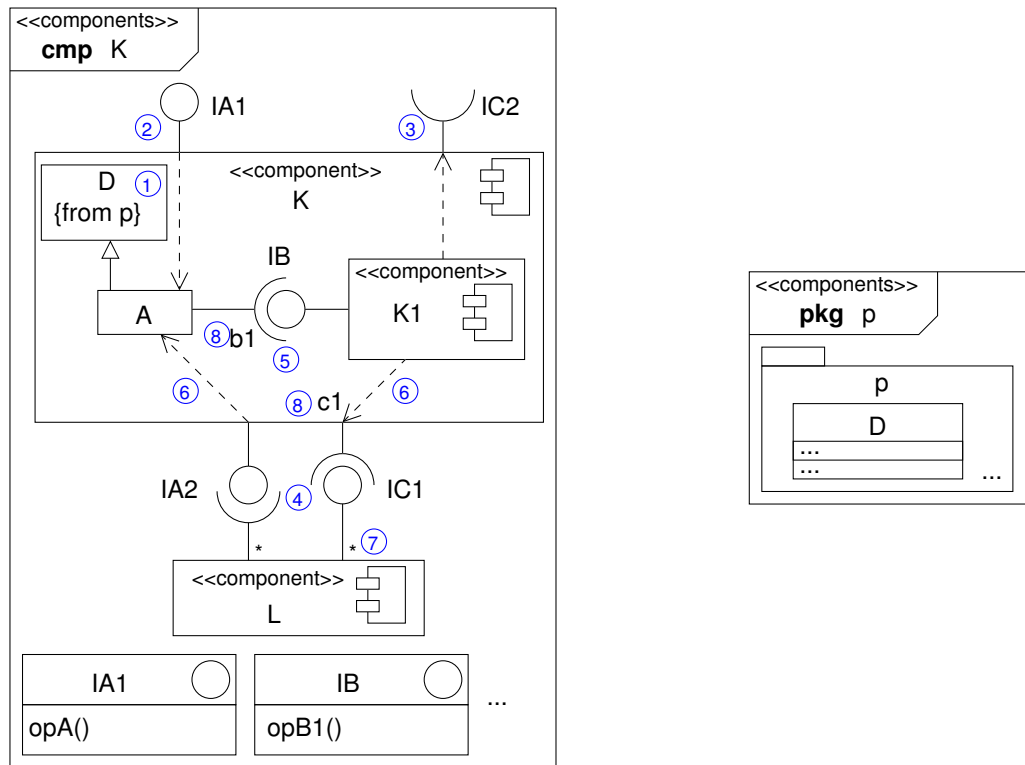 <<components>>
cmp K
IA1
IC2
2
3
<<component>>
K
D
1
{from p}
IB
<<component>>
K1
A
8
b1
5
6
6
8
c1
IA2
4
IC1
*
*
7
<<component>>
L
IA1
opA()
IB
opB1()
...
<<components>>
pkg p
p
D
...
...
...